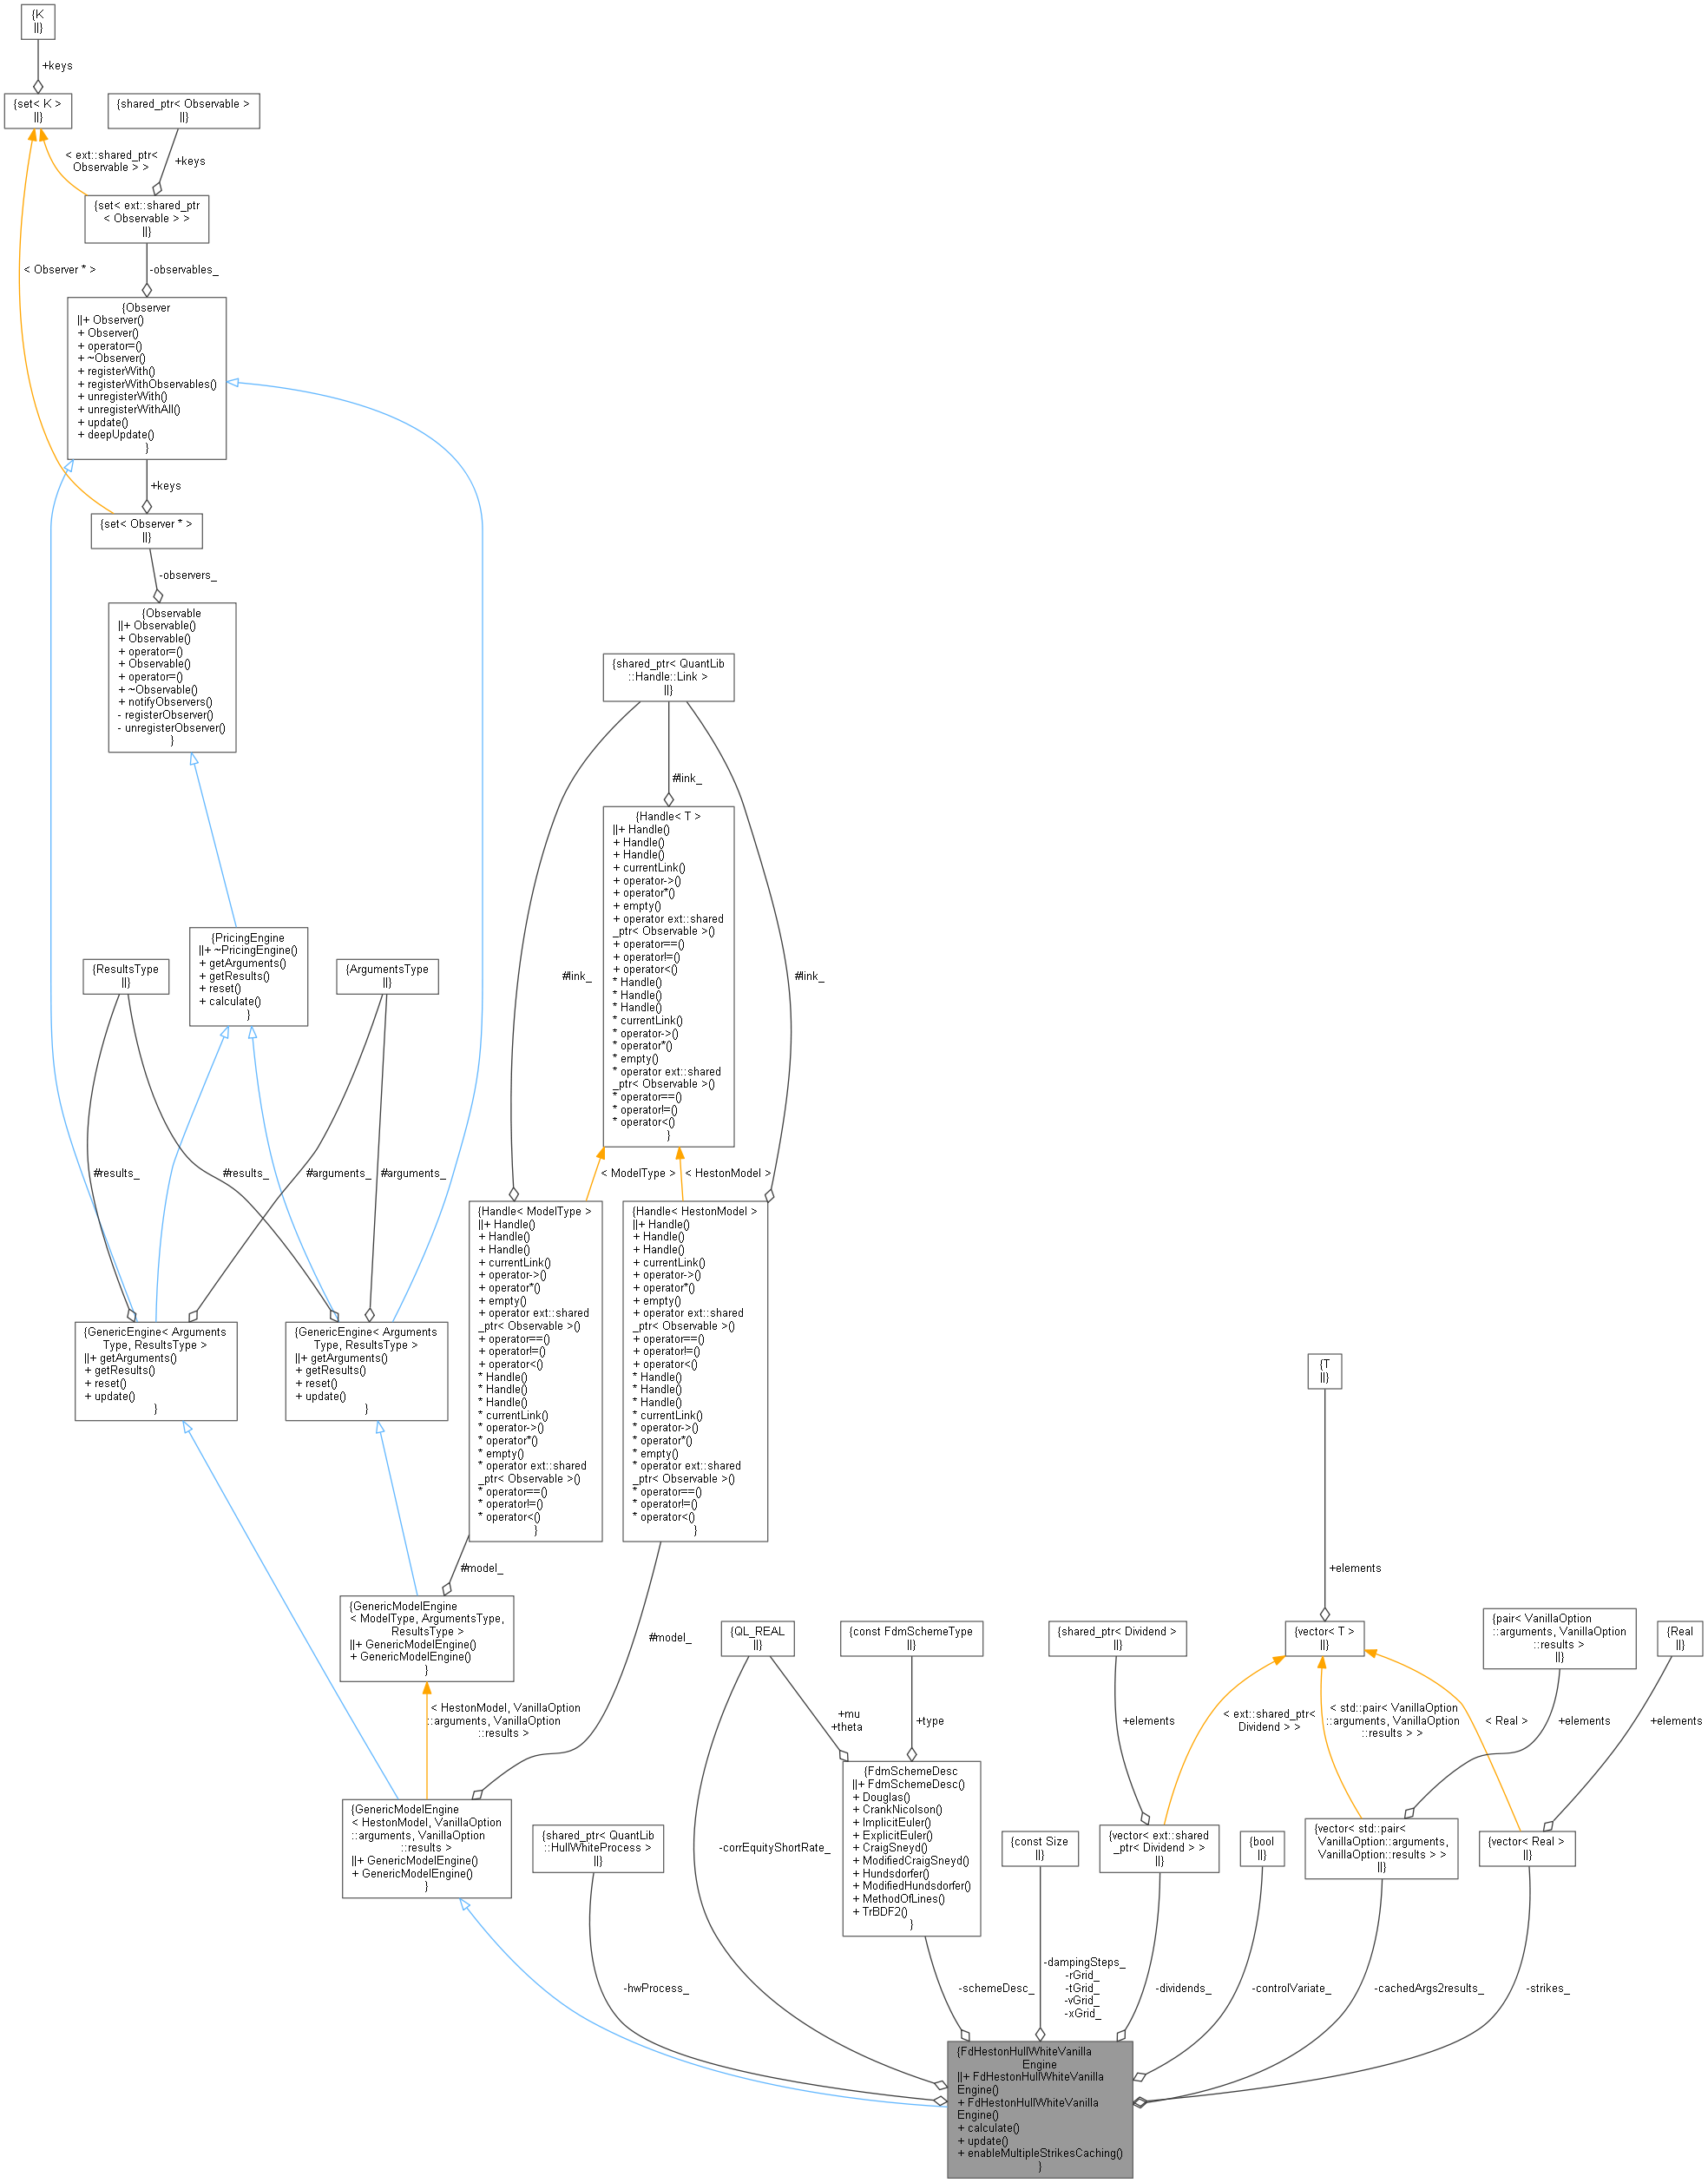 {K
||}
+keys
{set< K >
||}
{shared_ptr< Observable >
||}
< ext::shared_ptr<
Observable > >
+keys
{set< ext::shared_ptr
< Observable > >
||}
< Observer * >
-observables_
{Observer
||+ Observer()
+ Observer()
+ operator=()
+ ~Observer()
+ registerWith()
+ registerWithObservables()
+ unregisterWith()
+ unregisterWithAll()
+ update()
+ deepUpdate()
}
+keys
{set< Observer * >
||}
-observers_
{Observable
||+ Observable()
+ Observable()
+ operator=()
+ Observable()
+ operator=()
+ ~Observable()
+ notifyObservers()
- registerObserver()
- unregisterObserver()
}
{shared_ptr< QuantLib
::Handle::Link >
||}
#link_
{Handle< T >
||+ Handle()
+ Handle()
+ Handle()
+ currentLink()
+ operator->()
+ operator*()
+ empty()
+ operator ext::shared
_ptr< Observable >()
+ operator==()
+ operator!=()
+ operator<()
* Handle()
* Handle()
* Handle()
* currentLink()
* operator->()
* operator*()
* empty()
* operator ext::shared
_ptr< Observable >()
* operator==()
* operator!=()
* operator<()
}
{PricingEngine
||+ ~PricingEngine()
+ getArguments()
+ getResults()
+ reset()
+ calculate()
}
{ResultsType
||}
{ArgumentsType
||}
#link_
#link_
#results_
#results_
#arguments_
#arguments_
< ModelType >
< HestonModel >
{Handle< ModelType >
||+ Handle()
+ Handle()
+ Handle()
+ currentLink()
+ operator->()
+ operator*()
+ empty()
+ operator ext::shared
_ptr< Observable >()
+ operator==()
+ operator!=()
+ operator<()
* Handle()
* Handle()
* Handle()
* currentLink()
* operator->()
* operator*()
* empty()
* operator ext::shared
_ptr< Observable >()
* operator==()
* operator!=()
* operator<()
}
{Handle< HestonModel >
||+ Handle()
+ Handle()
+ Handle()
+ currentLink()
+ operator->()
+ operator*()
+ empty()
+ operator ext::shared
_ptr< Observable >()
+ operator==()
+ operator!=()
+ operator<()
* Handle()
* Handle()
* Handle()
* currentLink()
* operator->()
* operator*()
* empty()
* operator ext::shared
_ptr< Observable >()
* operator==()
* operator!=()
* operator<()
}
{GenericEngine< Arguments
Type, ResultsType >
||+ getArguments()
+ getResults()
+ reset()
+ update()
}
{GenericEngine< Arguments
Type, ResultsType >
||+ getArguments()
+ getResults()
+ reset()
+ update()
}
{T
||}
#model_
+elements
{GenericModelEngine
< ModelType, ArgumentsType,
ResultsType >
||+ GenericModelEngine()
+ GenericModelEngine()
}
#model_
{QL_REAL
||}
{const FdmSchemeType
||}
{shared_ptr< Dividend >
||}
{vector< T >
||}
{pair< VanillaOption
::arguments, VanillaOption
::results >
||}
{Real
||}
< HestonModel, VanillaOption
::arguments, VanillaOption
::results >
+mu
+theta
+type
+elements
< ext::shared_ptr<
Dividend > >
< std::pair< VanillaOption
::arguments, VanillaOption
::results > >
< Real >
+elements
+elements
{GenericModelEngine
< HestonModel, VanillaOption
::arguments, VanillaOption
::results >
||+ GenericModelEngine()
+ GenericModelEngine()
}
{shared_ptr< QuantLib
::HullWhiteProcess >
||}
-corrEquityShortRate_
{FdmSchemeDesc
||+ FdmSchemeDesc()
+ Douglas()
+ CrankNicolson()
+ ImplicitEuler()
+ ExplicitEuler()
+ CraigSneyd()
+ ModifiedCraigSneyd()
+ Hundsdorfer()
+ ModifiedHundsdorfer()
+ MethodOfLines()
+ TrBDF2()
}
{const Size
||}
{vector< ext::shared
_ptr< Dividend > >
||}
{bool
||}
{vector< std::pair<
VanillaOption::arguments,
VanillaOption::results > >
||}
{vector< Real >
||}
-hwProcess_
-schemeDesc_
-dampingSteps_
-rGrid_
-tGrid_
-vGrid_
-xGrid_
-dividends_
-controlVariate_
-cachedArgs2results_
-strikes_
{FdHestonHullWhiteVanilla
Engine
||+ FdHestonHullWhiteVanilla
Engine()
+ FdHestonHullWhiteVanilla
Engine()
+ calculate()
+ update()
+ enableMultipleStrikesCaching()
}